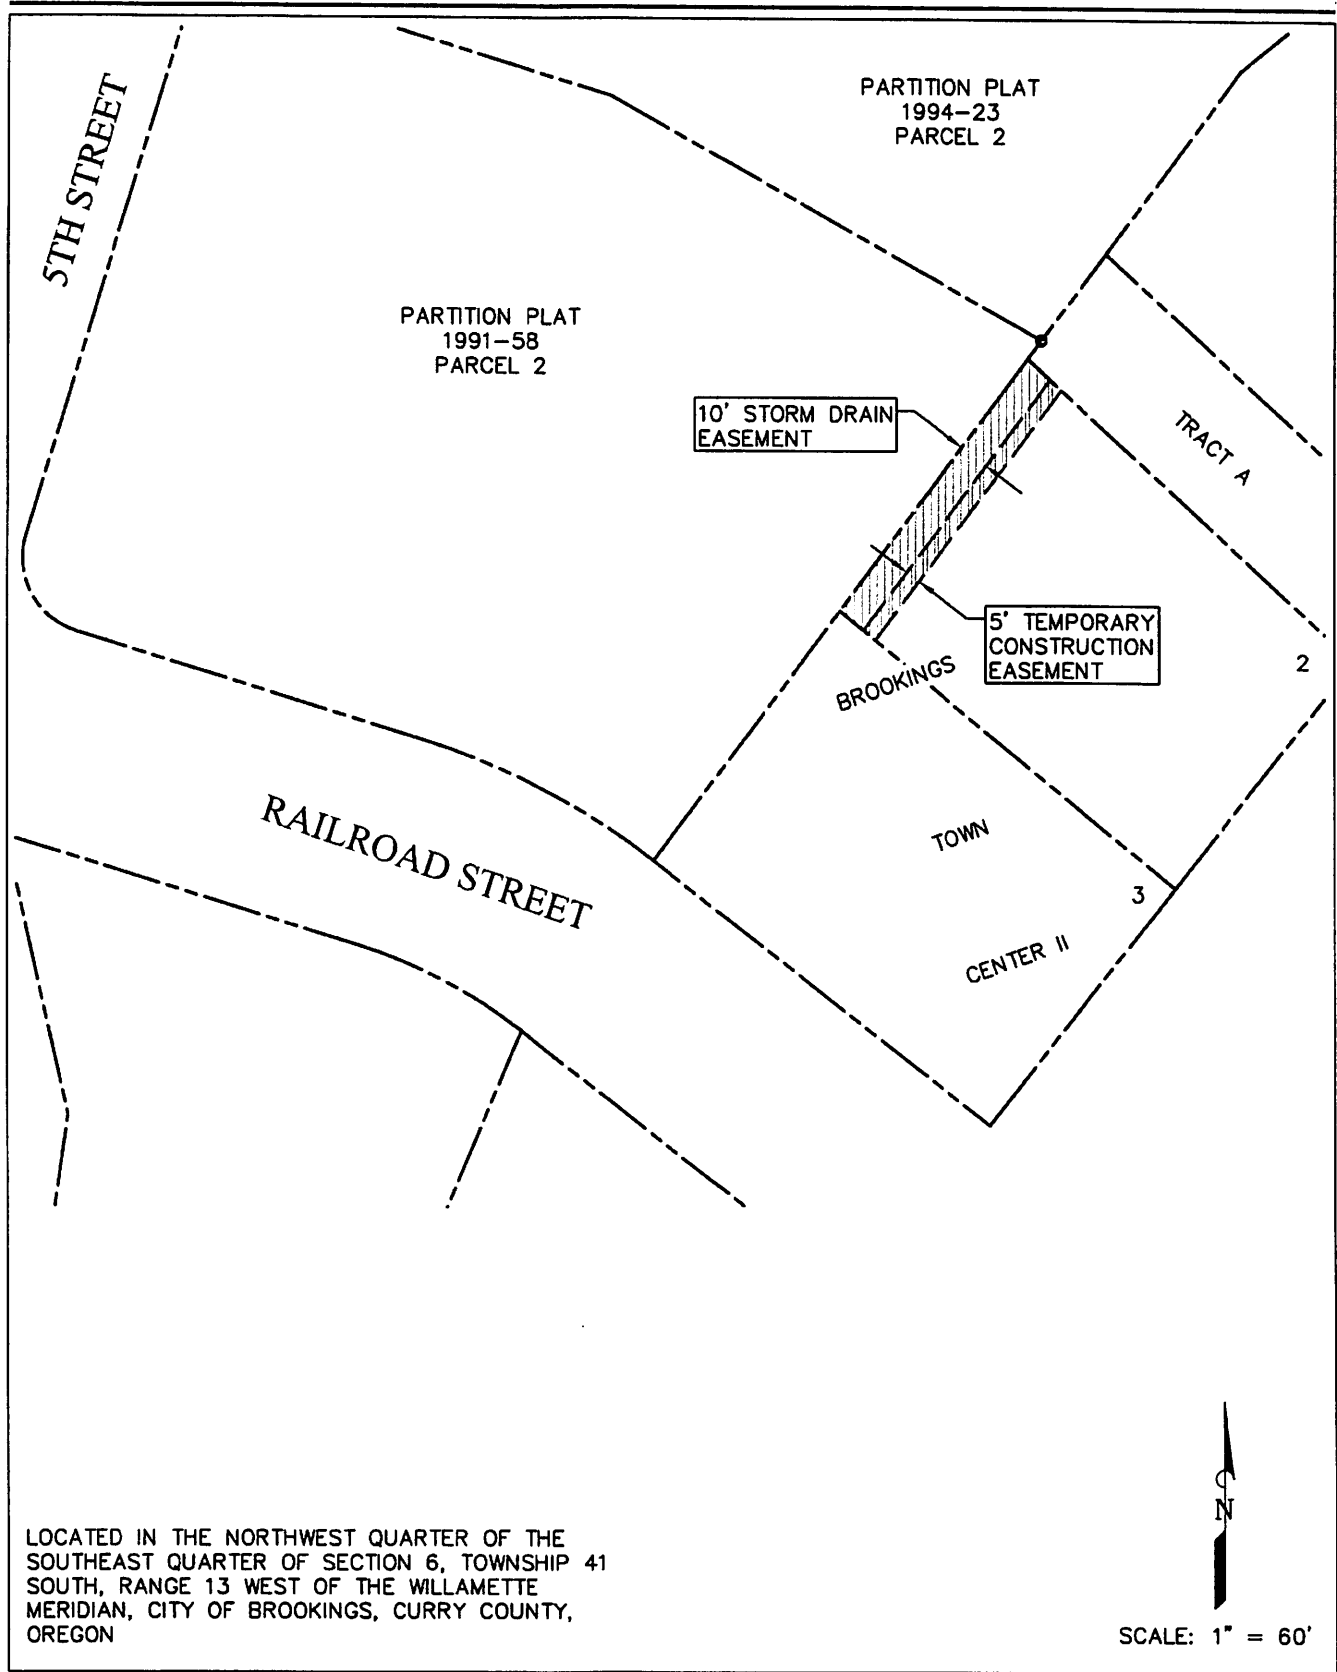 PARTITION PLAT
1994-23
PARCEL 2
5TH STREET
PARTITION PLAT
1991-58
PARCEL 2
10' STORM DRAIN
EASEMENT
TRACT A
5' TEMPORARY
CONSTRUCTION
EASEMENT
2
BROOKINGS
TOWN
CENTER II
3
RAILROAD STREET
N
LOCATED IN THE NORTHWEST QUARTER OF THE
SOUTHEAST QUARTER OF SECTION 6, TOWNSHIP 41
SOUTH, RANGE 13 WEST OF THE WILLAMETTE
MERIDIAN, CITY OF BROOKINGS, CURRY COUNTY,
OREGON
SCALE: 1" = 60'